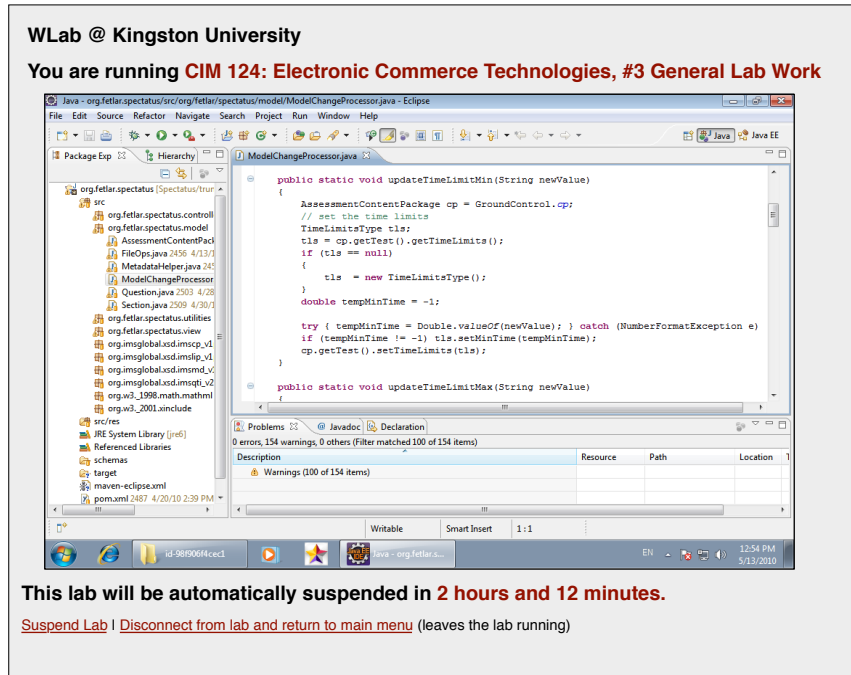 WLab @ Kingston University
You are running CIM 124: Electronic Commerce Technologies, #3 General Lab Work
Java - org.fetlar.spectatus/src/org/fetlar/spectatus/model/ModelChangeProcessor.java - Eclipse
File Edit Source Refactor Navigate Search Project Run Window Help
Java Java EE
Package Exp Hierarchy
org.fetlar.spectatus [Spectatus/trur
src
org.fetlar.spectatus.controll
org.fetlar.spectatus.model
AssessmentContentPack
FileOps.java 2456 4/13/1
MetadataHelper.java 245
ModelChangeProcessor
Question.java 2503 4/28
Section.java 2509 4/30/1
org.fetlar.spectatus.utilities
org.fetlar.spectatus.view
org.imsglobal.xsd.imscp_v1
org.imsglobal.xsd.imslip_v1
org.imsglobal.xsd.imsmd_v
org.imsglobal.xsd.imsqti_v2
org.w3._1998.math.mathml
org.w3._2001.xinclude
src/res
JRE System Library [jre6]
Referenced Libraries
schemas
target
maven-eclipse.xml
pom.xml 2487 4/20/10 2:39 PM
ModelChangeProcessor.java
public static void updateTimeLimitMin(String newValue)
{
AssessmentContentPackage cp = GroundControl.cp;
// set the time limits
TimeLimitsType tls;
tls = cp.getTest().getTimeLimits();
if (tls == null)
{
tls = new TimeLimitsType();
}
double tempMinTime = -1;
try { tempMinTime = Double.valueOf(newValue); } catch (NumberFormatException e)
if (tempMinTime != -1) tls.setMinTime(tempMinTime);
cp.getTest().setTimeLimits(tls);
}
public static void updateTimeLimitMax(String newValue)
{
Problems @ Javadoc Declaration
0 errors, 154 warnings, 0 others (Filter matched 100 of 154 items)
Description Resource Path Location T
Warnings (100 of 154 items)
Writable Smart Insert 1 : 1
id-98f906f4cec1
Java EE IDE
Java - org.fetlar.s...
EN
12:54 PM
5/13/2010
This lab will be automatically suspended in 2 hours and 12 minutes.
Suspend Lab | Disconnect from lab and return to main menu (leaves the lab running)